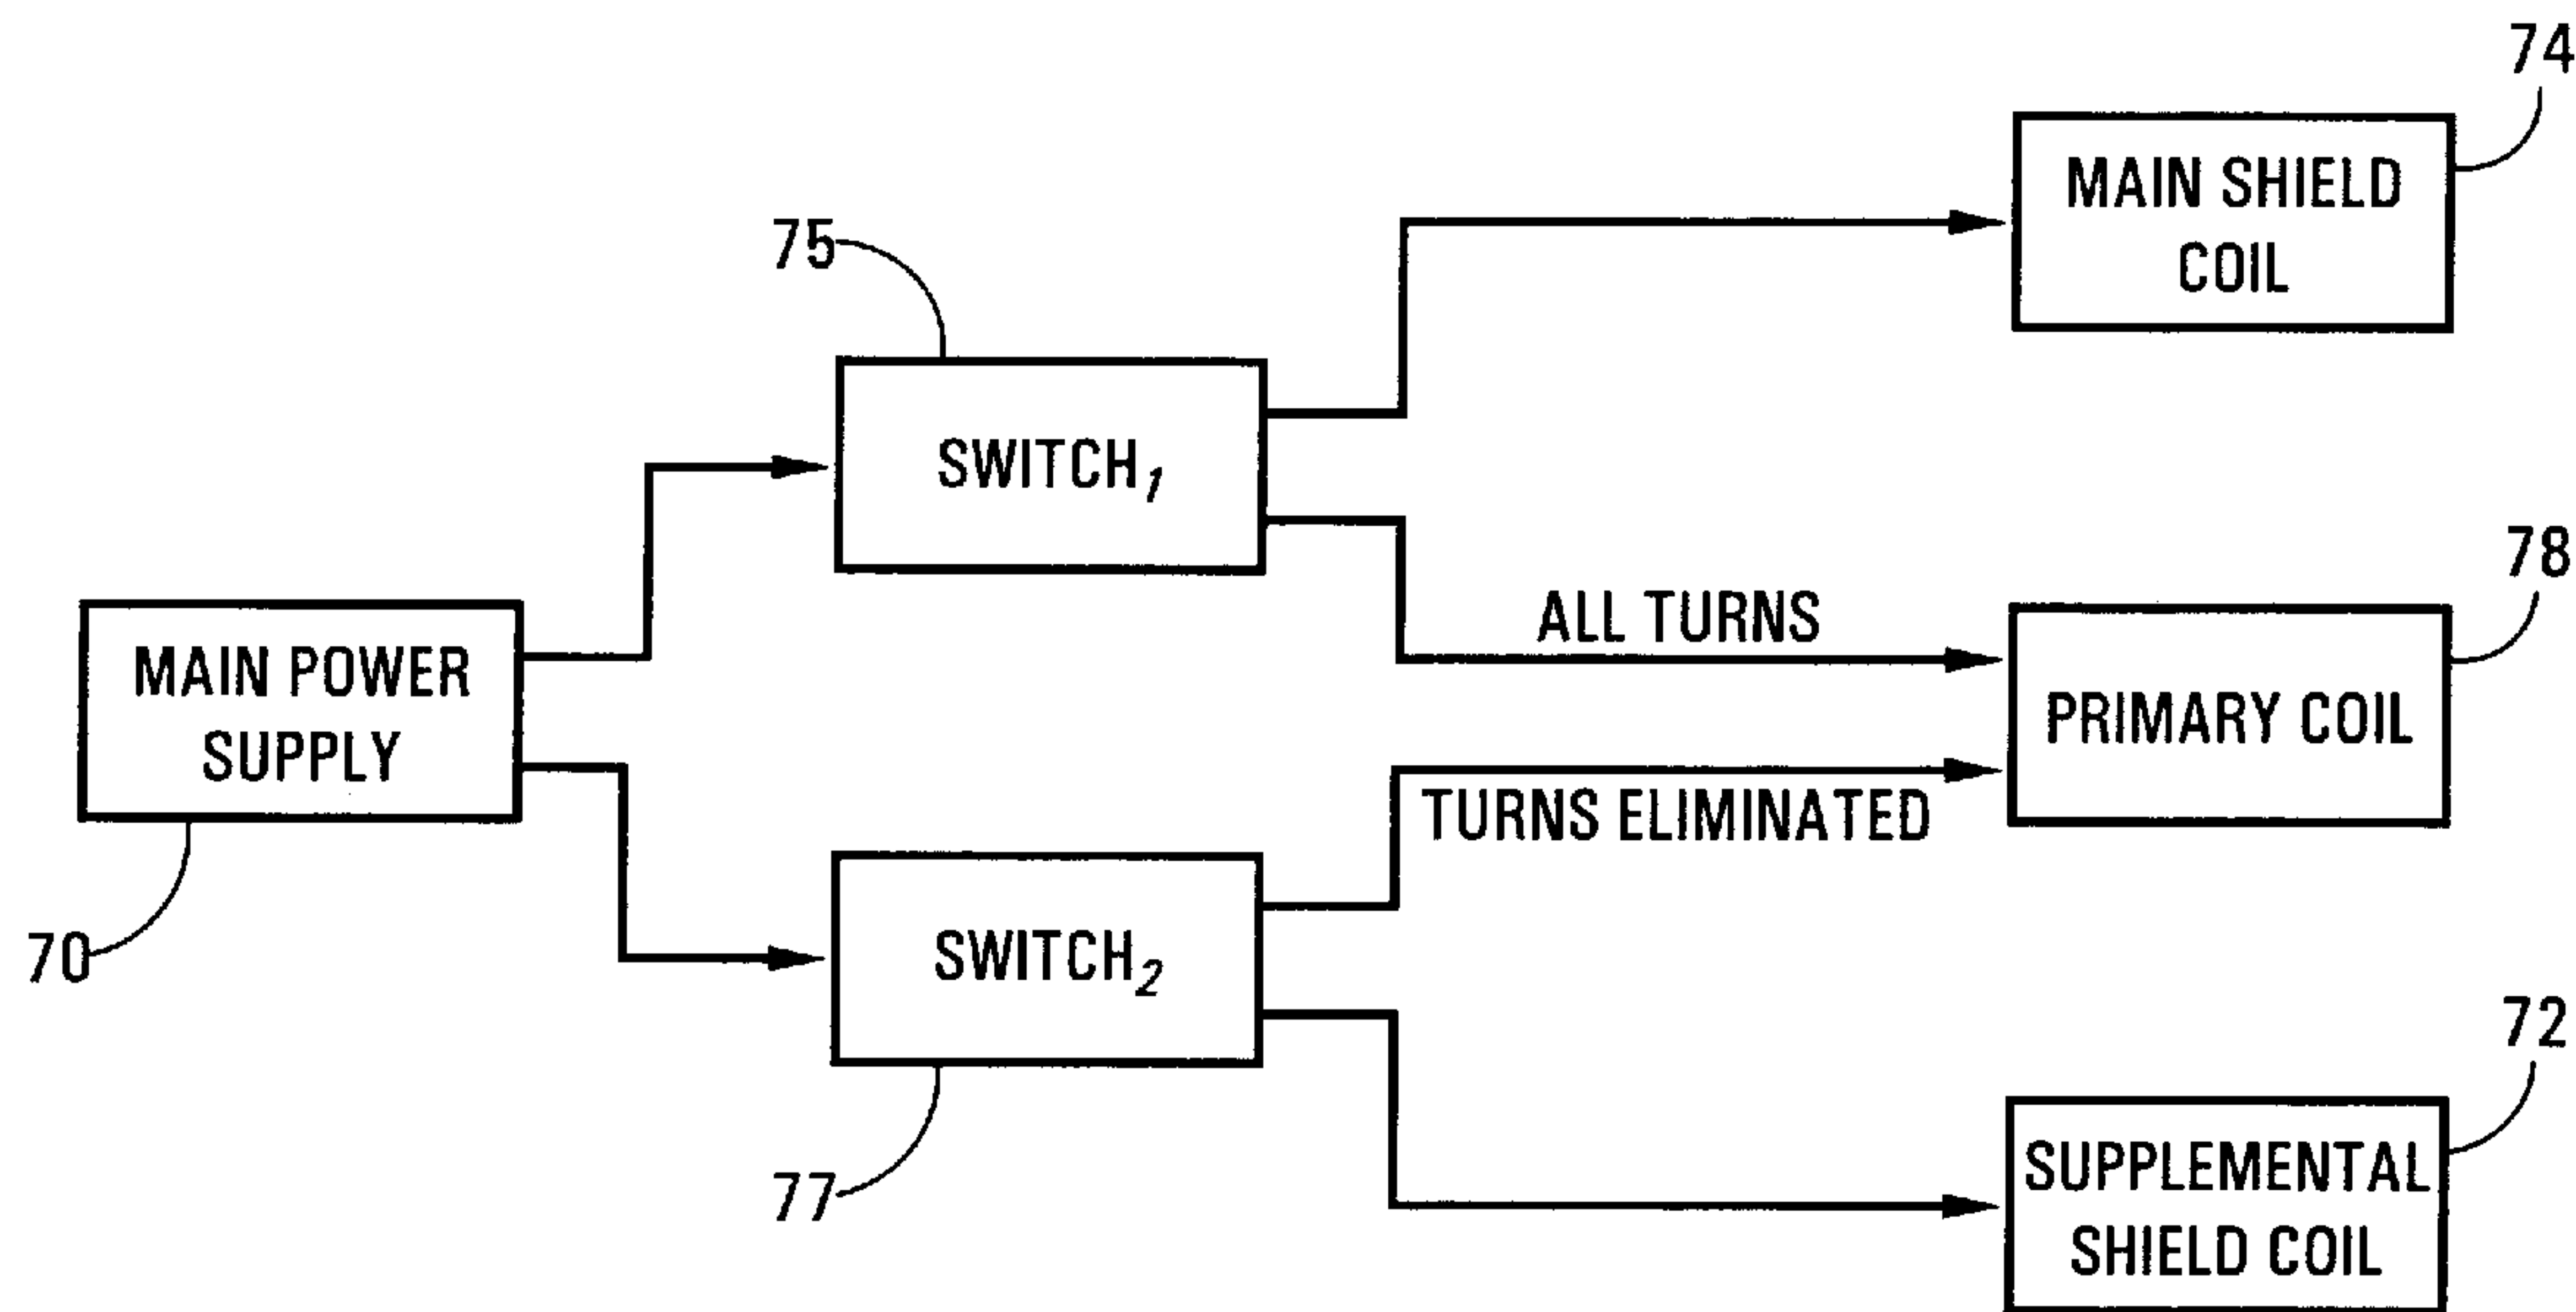 74
MAIN SHIELD
COIL
75
SWITCH1
ALL TURNS
78
MAIN POWER
SUPPLY
PRIMARY COIL
TURNS ELIMINATED
70
SWITCH2
72
77
SUPPLEMENTAL
SHIELD COIL